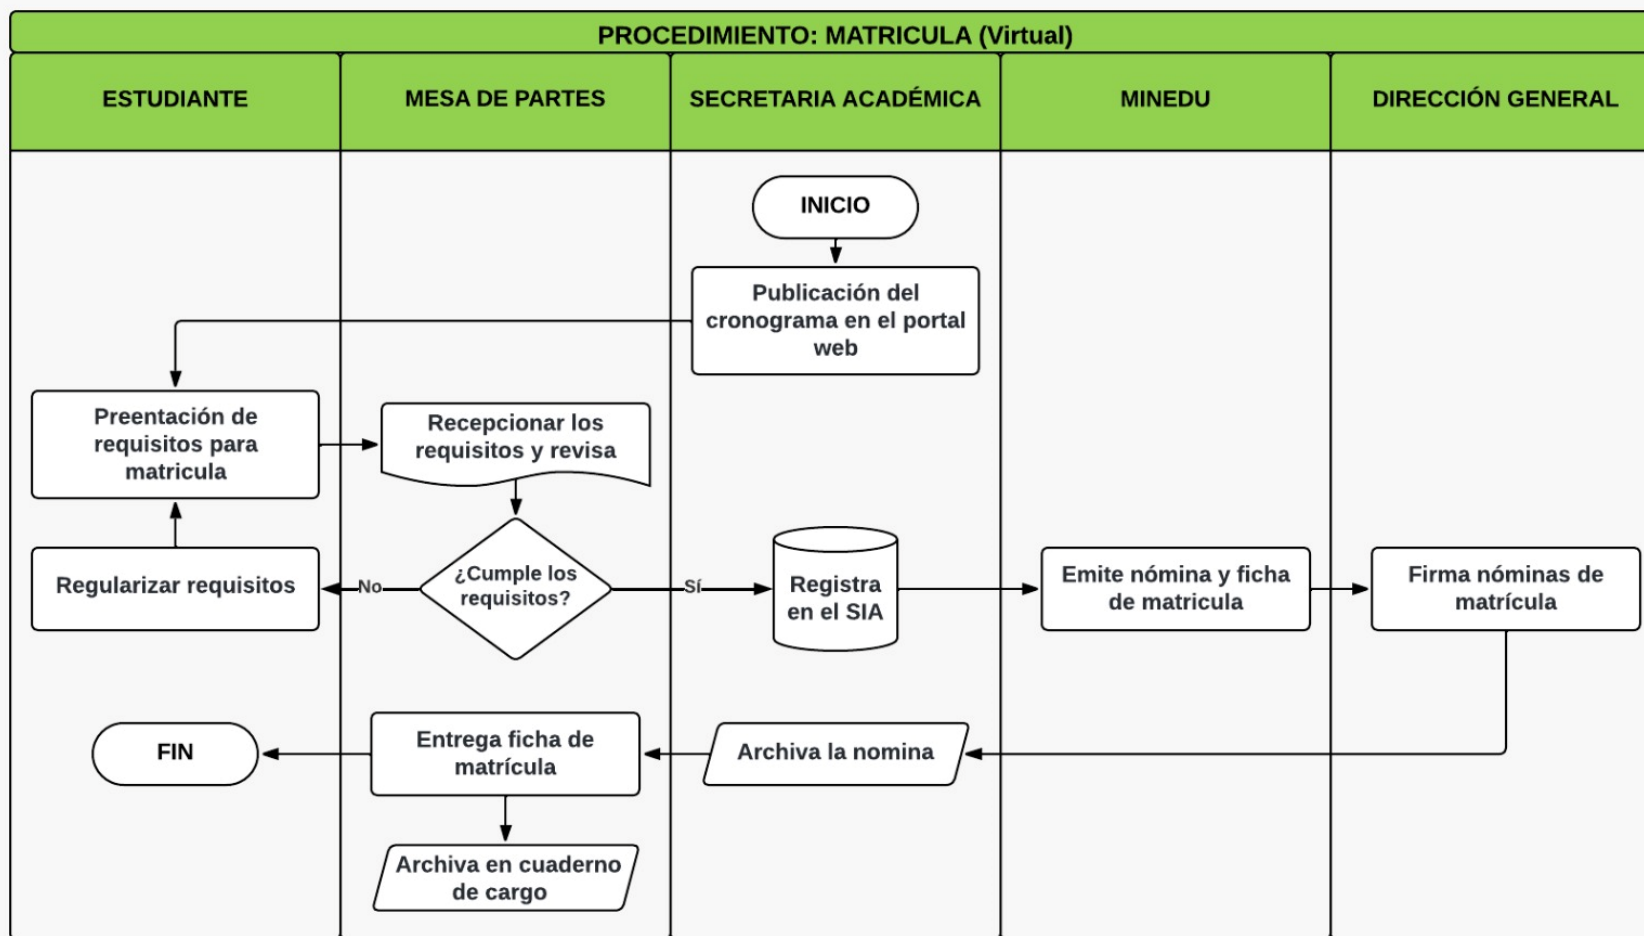 PROCEDIMIENTO: MATRICULA (Virtual)
ESTUDIANTE
MESA DE PARTES
SECRETARIA ACADÉMICA
MINEDU
DIRECCIÓN GENERAL
INICIO
Publicación del
cronograma en el portal
web
Preentación de
requisitos para
matricula
Recepcionar los
requisitos y revisa
Regularizar requisitos
No
¿Cumple los
requisitos?
Sí
Registra
en el SIA
Emite nómina y ficha
de matricula
Firma nóminas de
matrícula
FIN
Entrega ficha de
matrícula
Archiva la nomina
Archiva en cuaderno
de cargo